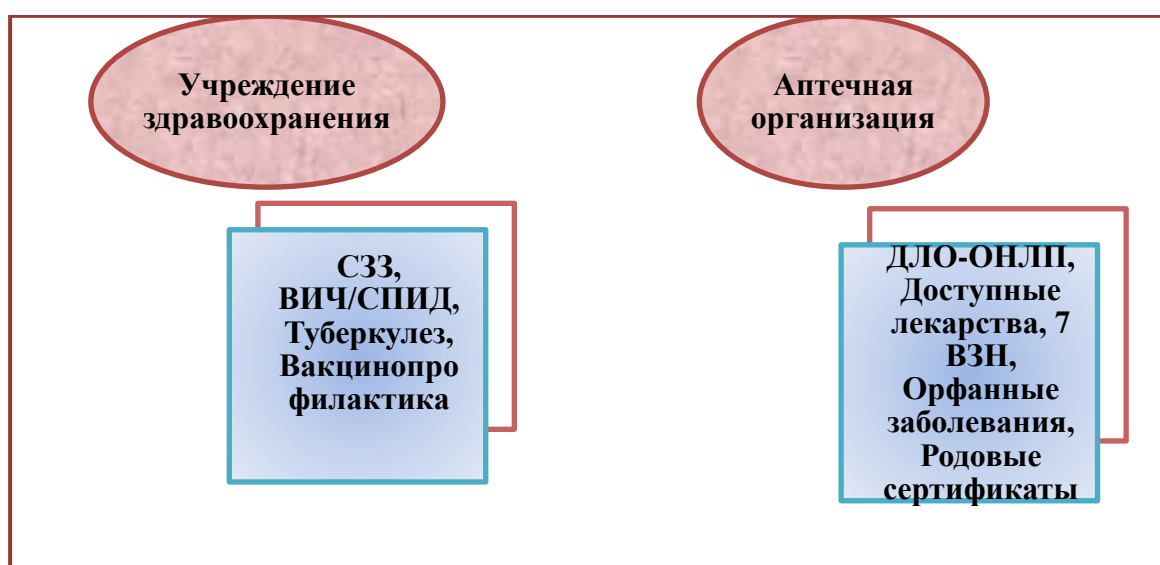 Учреждение
здравоохранения
Аптечная
организация
СЗЗ,
ВИЧ/СПИД,
Туберкулез,
Вакцинопро
филактика
ДЛО-ОНЛП,
Доступные
лекарства, 7
ВЗН,
Орфанные
заболевания,
Родовые
сертификаты